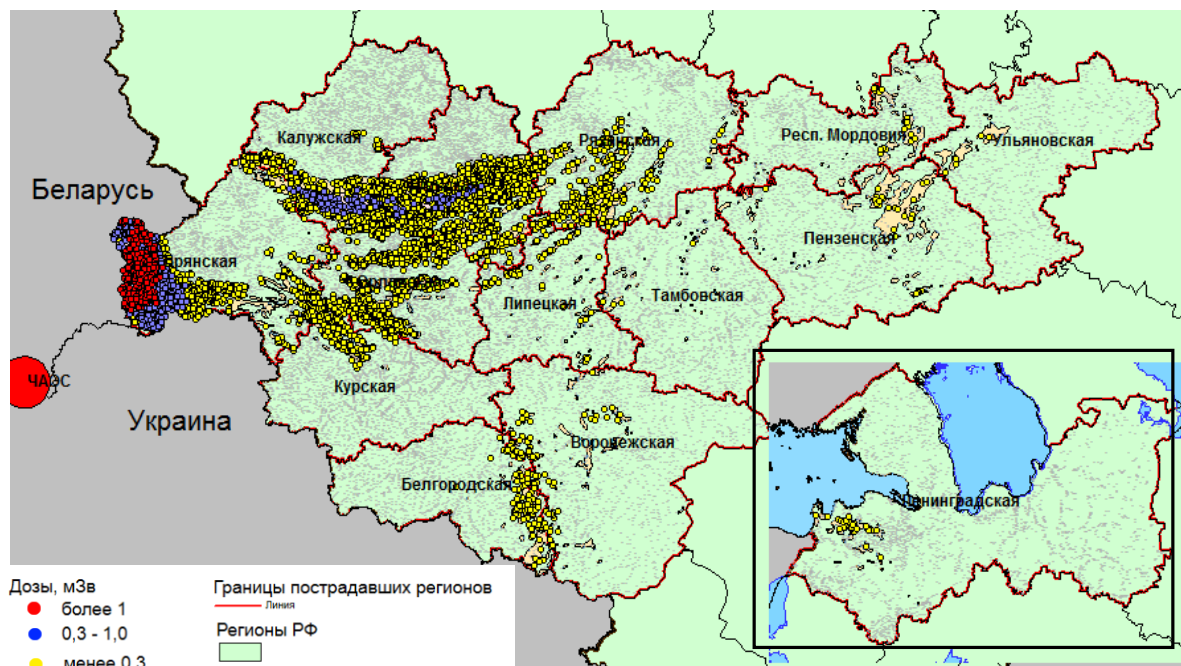 Калужская
Рязанская
Респ. Мордовия
Ульяновская
Беларусь
Брянская
Орловская
Пензенская
Липецкая
Тамбовская
ЧАЭС
Курская
Украина
Воронежская
Белгородская
Ленинградская
Дозы, мЗв
более 1
0,3 - 1,0
менее 0,3
Границы пострадавших регионов
Линия
Регионы РФ